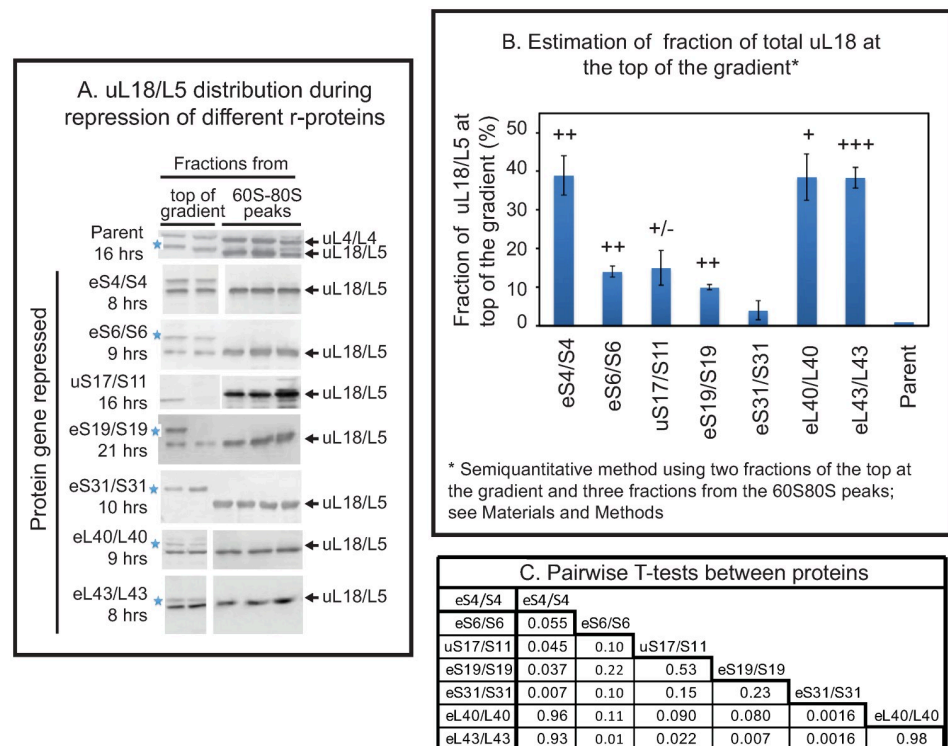 A. uL18/L5 distribution during
repression of different r-proteins
Fractions from
top of gradient
60S-80S peaks
Parent
16 hrs
uL4/L4
uL18/L5
Protein gene repressed
eS4/S4
8 hrs
uL18/L5
eS6/S6
9 hrs
uL18/L5
uS17/S11
16 hrs
uL18/L5
eS19/S19
21 hrs
uL18/L5
eS31/S31
10 hrs
uL18/L5
eL40/L40
9 hrs
uL18/L5
eL43/L43
8 hrs
uL18/L5
B. Estimation of fraction of total uL18 at
the top of the gradient*
Fraction of uL18/L5 at
top of the gradient (%)
50
40
30
20
10
0
++
++
+/-
++
+
+++
eS4/S4
eS6/S6
uS17/S11
eS19/S19
eS31/S31
eL40/L40
eL43/L43
Parent
* Semiquantitative method using two fractions of the top at
the gradient and three fractions from the 60S80S peaks;
see Materials and Methods
C. Pairwise T-tests between proteins
eS4/S4 eS4/S4
eS6/S6 0.055 eS6/S6
uS17/S11 0.045 0.10 uS17/S11
eS19/S19 0.037 0.22 0.53 eS19/S19
eS31/S31 0.007 0.10 0.15 0.23 eS31/S31
eL40/L40 0.96 0.11 0.090 0.080 0.0016 eL40/L40
eL43/L43 0.93 0.01 0.022 0.007 0.0016 0.98